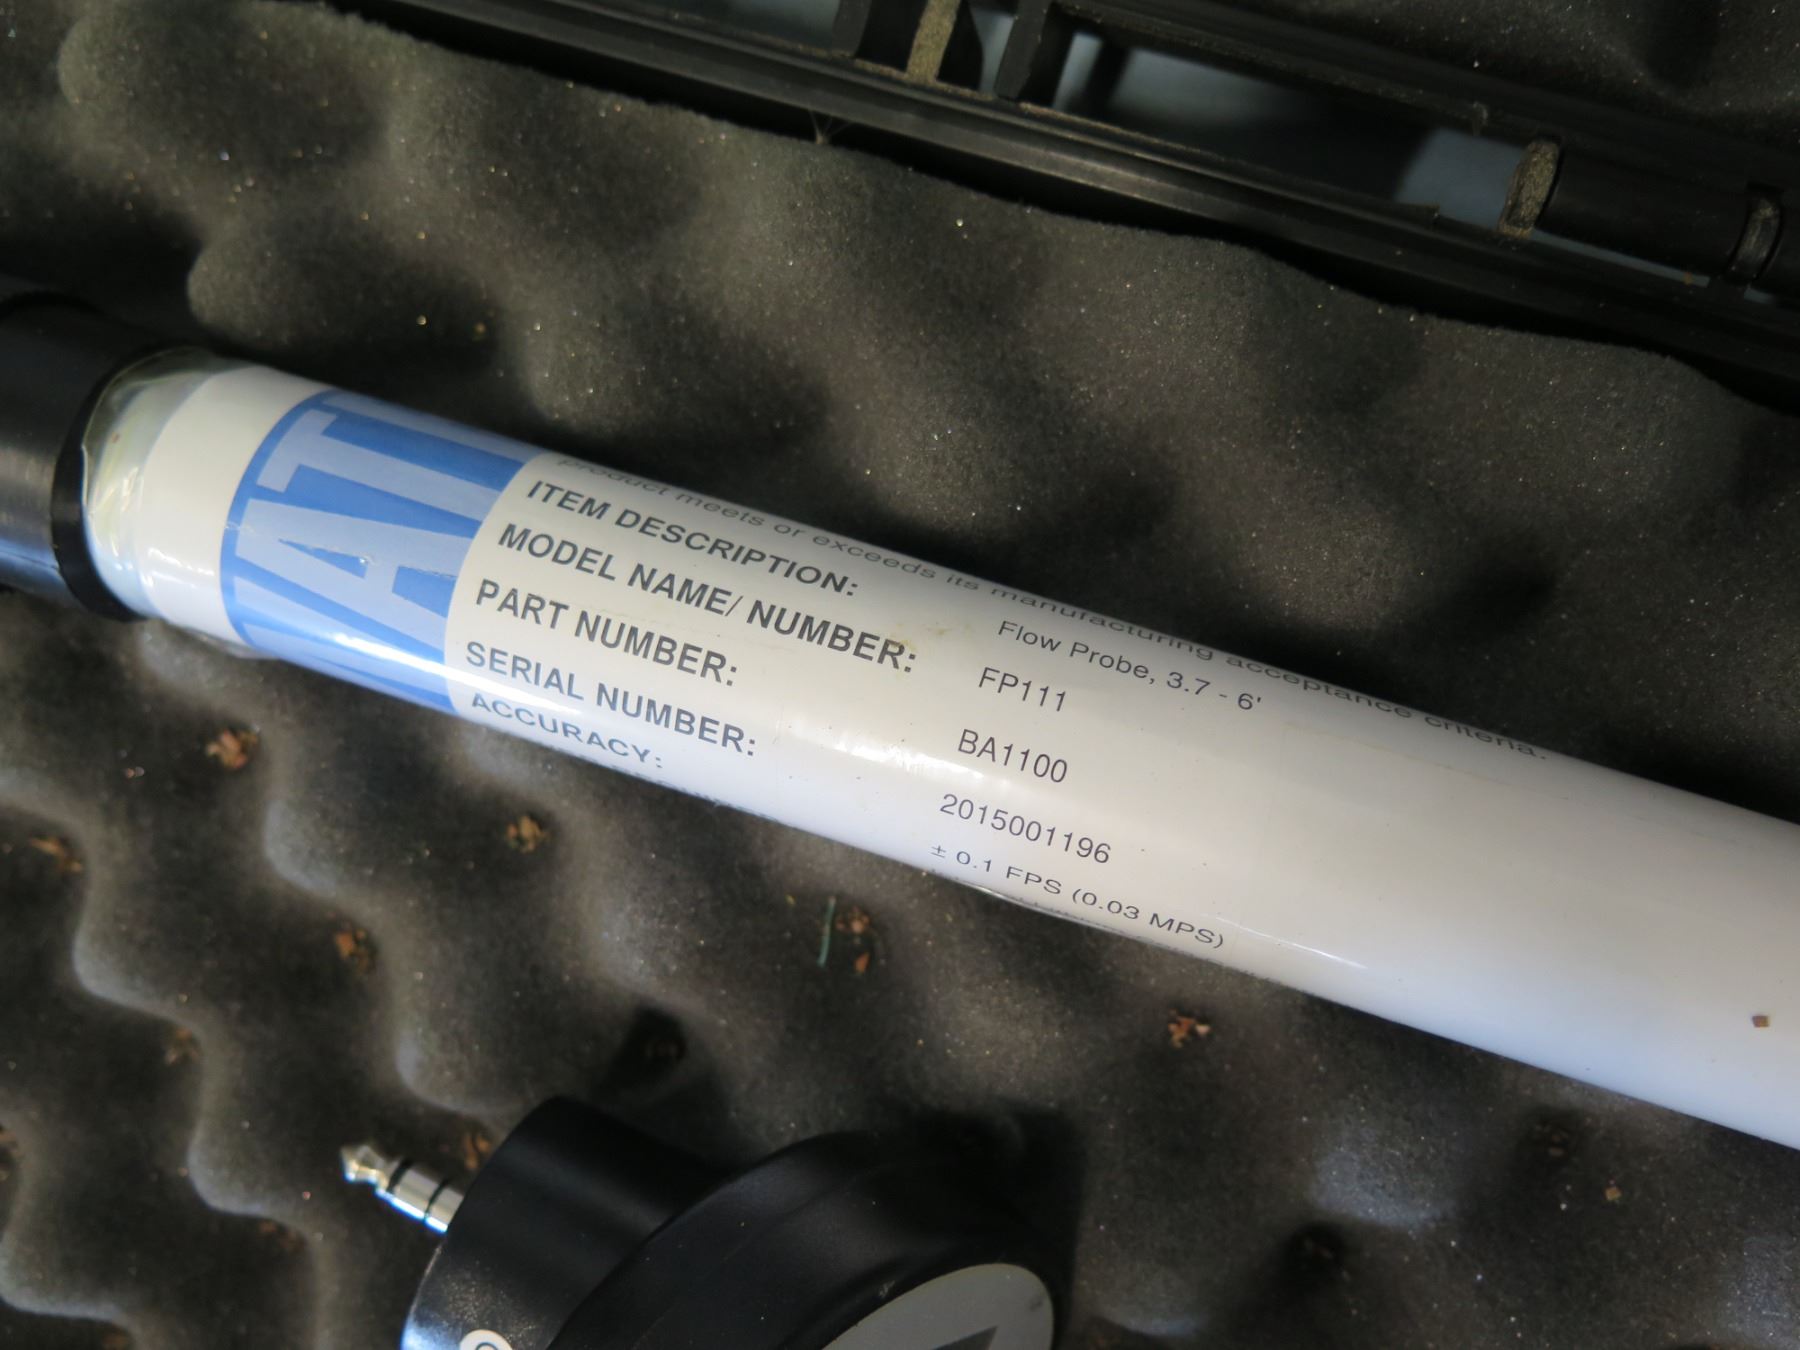 WAT
product meets or exceeds its manufacturing acceptance criteria.
ITEM DESCRIPTION: Flow Probe, 3.7 - 6'
MODEL NAME/ NUMBER: FP111
PART NUMBER: BA1100
SERIAL NUMBER: 2015001196
ACCURACY: ± 0.1 FPS (0.03 MPS)